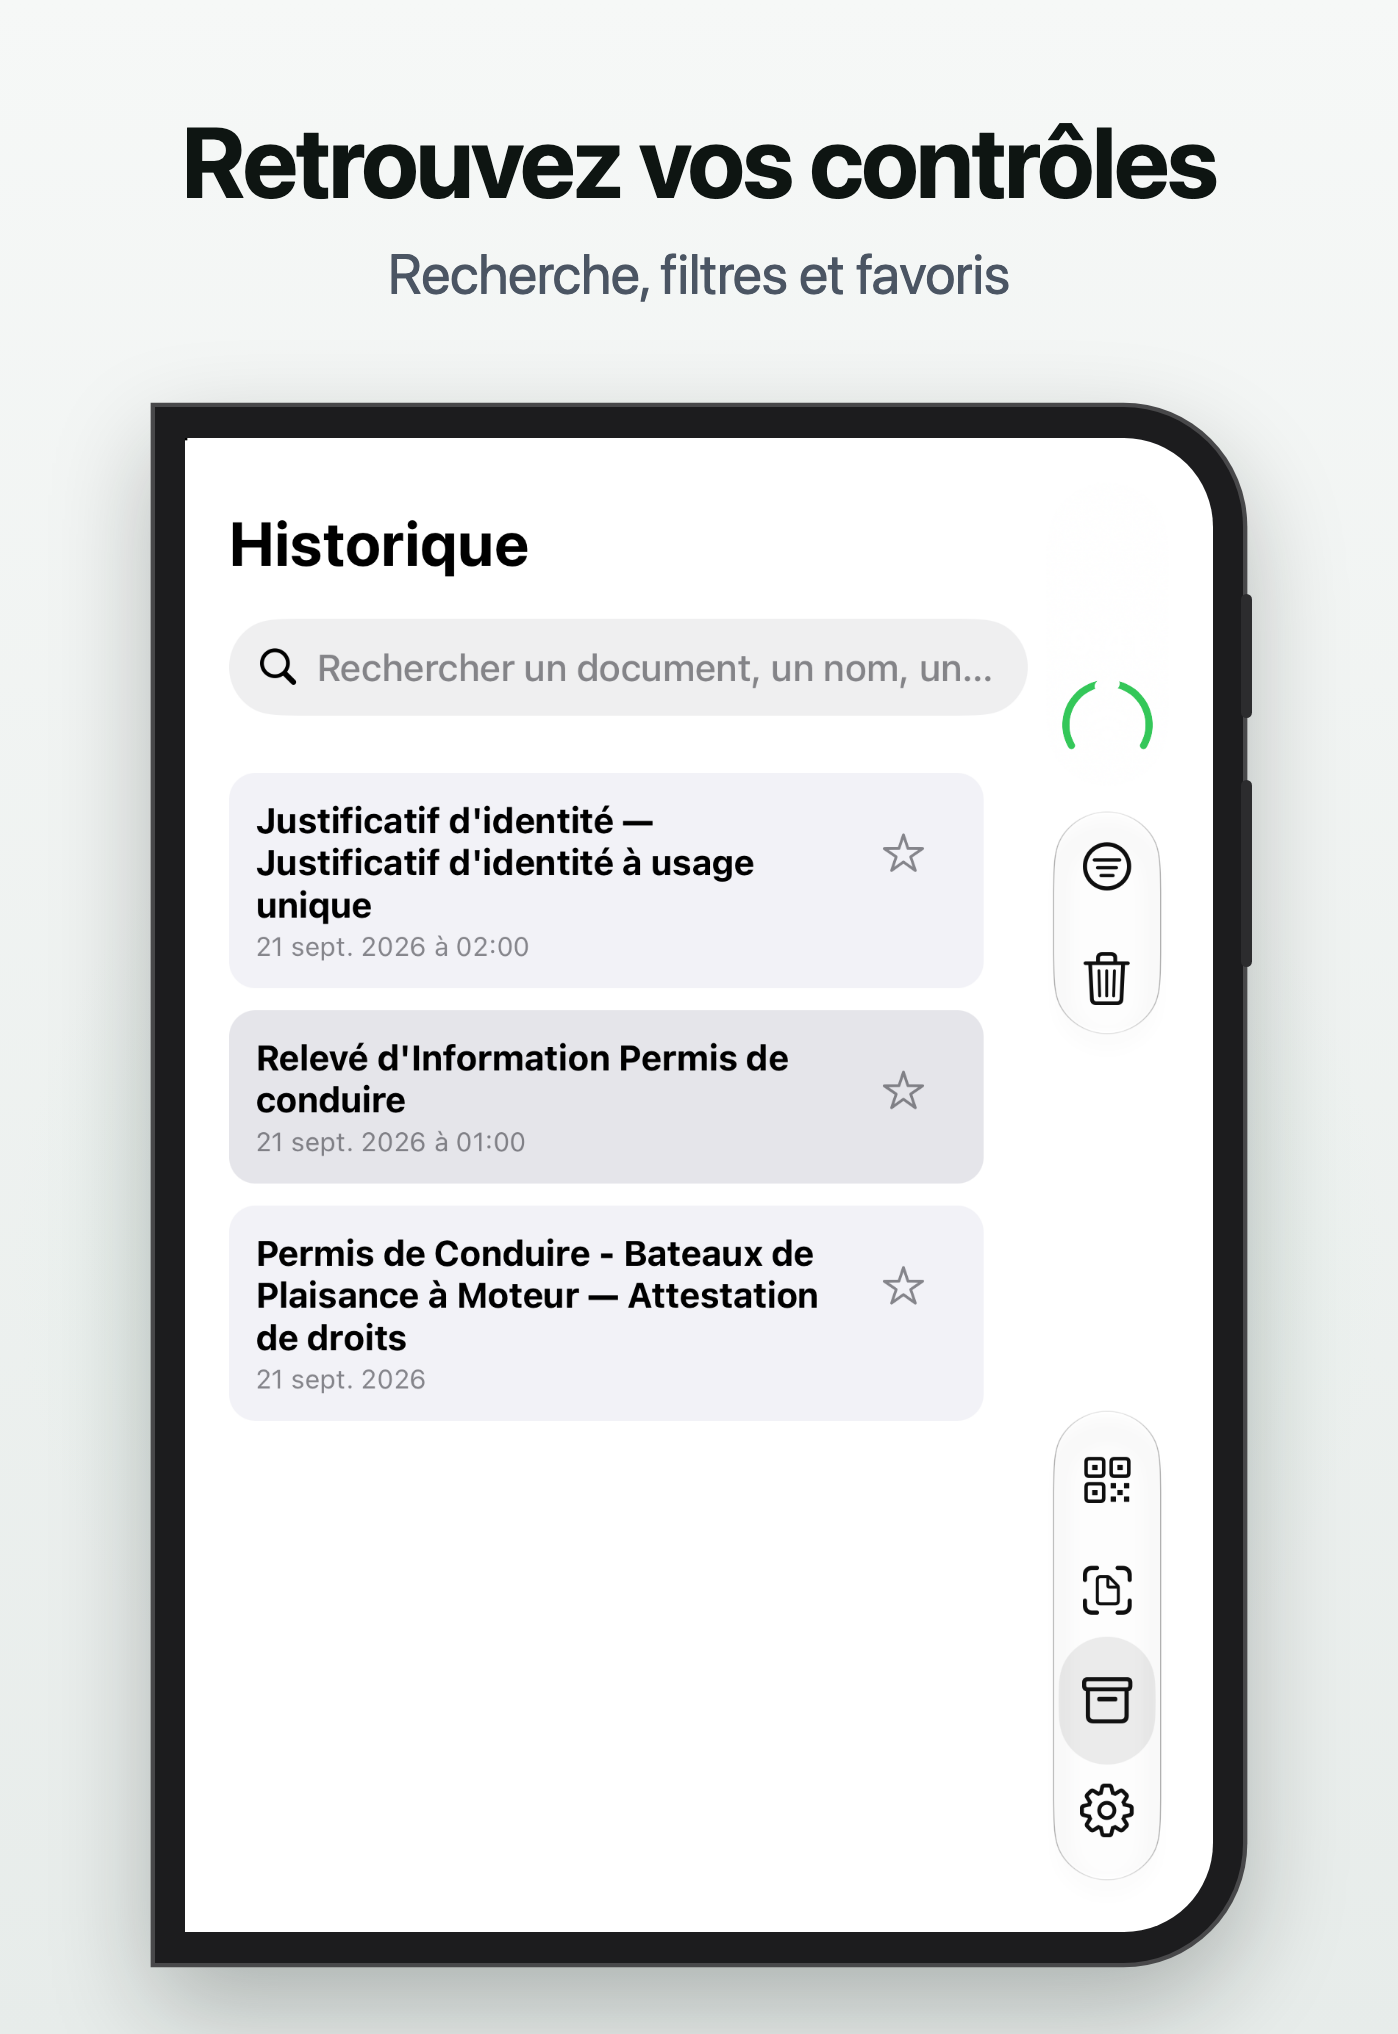 Retrouvez vos contrôles
Recherche, filtres et favoris
Historique
Rechercher un document, un nom, un...
Justificatif d'identité —
Justificatif d'identité à usage
unique
21 sept. 2026 à 02:00
Relevé d'Information Permis de
conduire
21 sept. 2026 à 01:00
Permis de Conduire - Bateaux de
Plaisance à Moteur — Attestation
de droits
21 sept. 2026